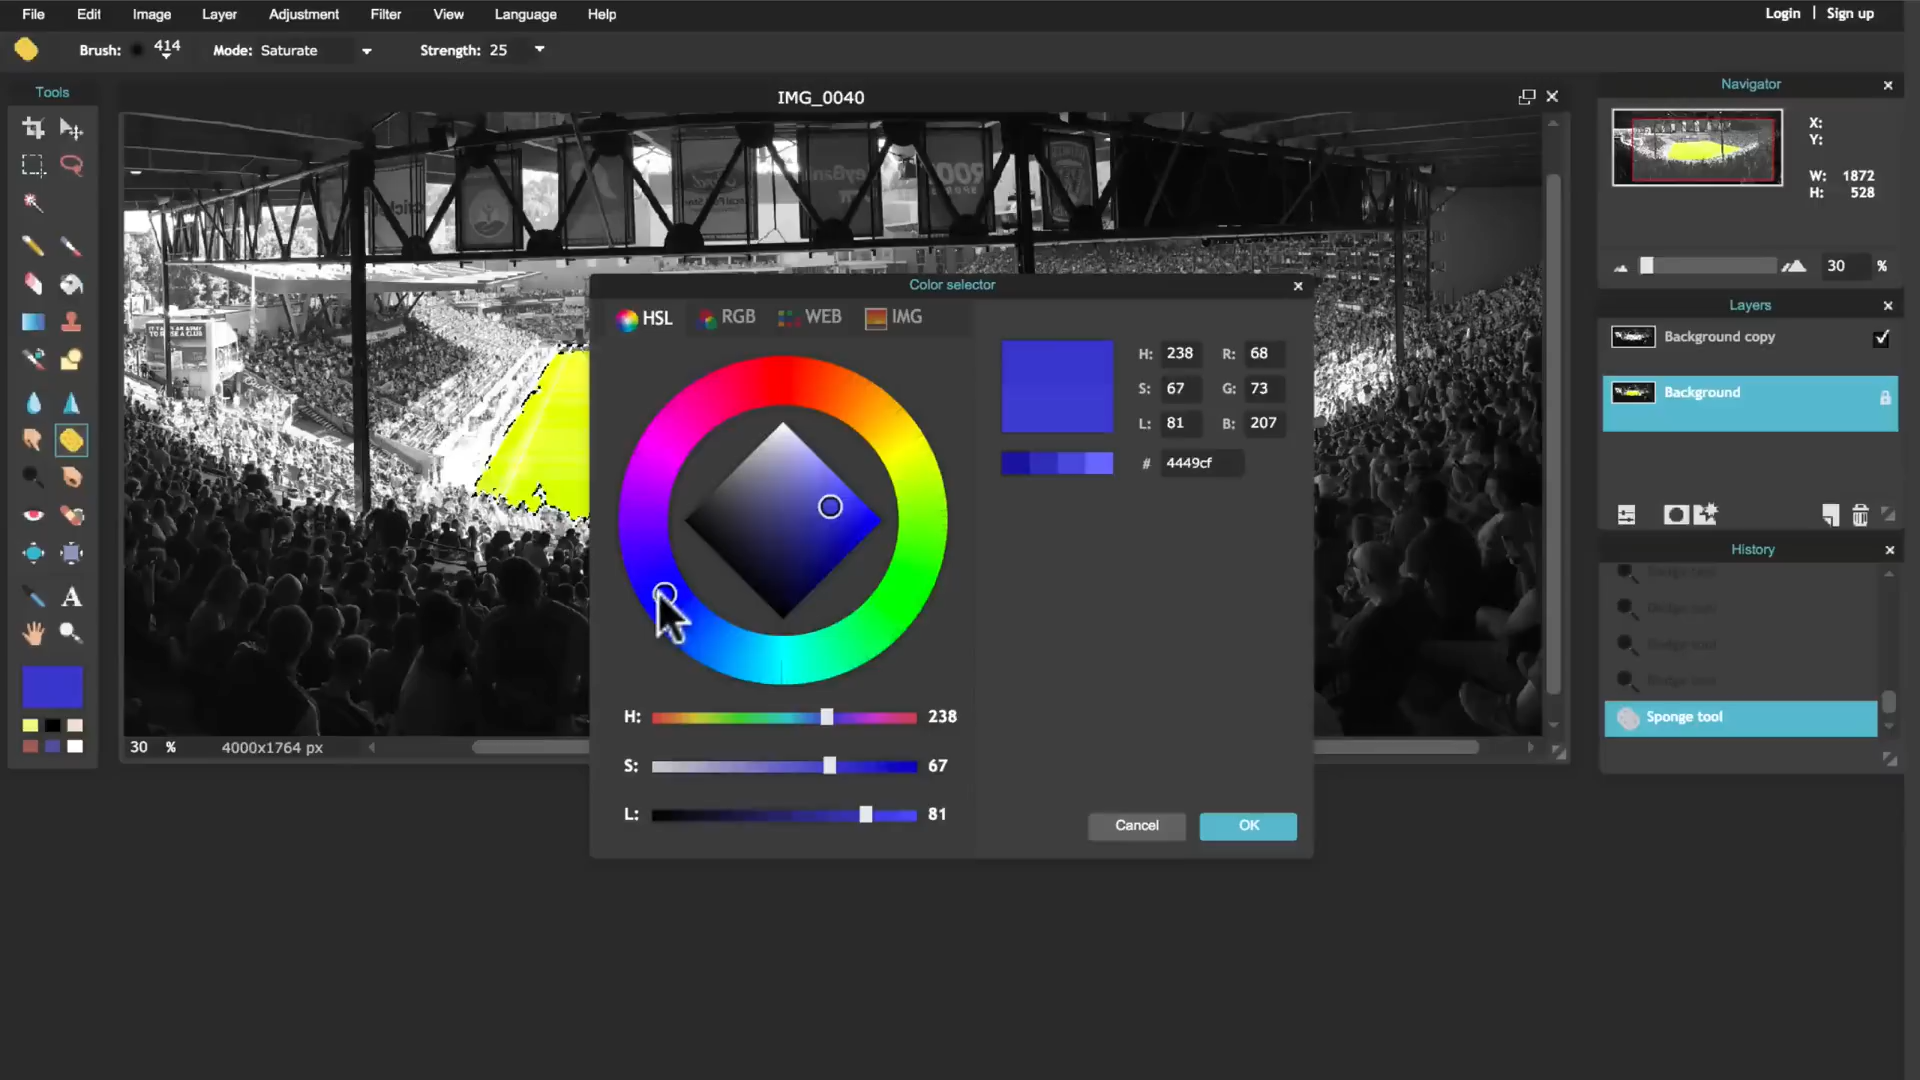 File Edit Image Layer Adjustment Filter View Language Help
Login | Sign up
Brush: 414 Mode: Saturate Strength: 25
Tools
IMG_0040
Navigator
X:
Y:
W: 1872
H: 528
30 %
Color selector
HSL RGB WEB IMG
H: 238 R: 68
S: 67 G: 73
L: 81 B: 207
# 4449cf
H: 238
S: 67
L: 81
Cancel OK
Layers
Background copy
Background
History
Sponge tool
30 % 4000x1764 px